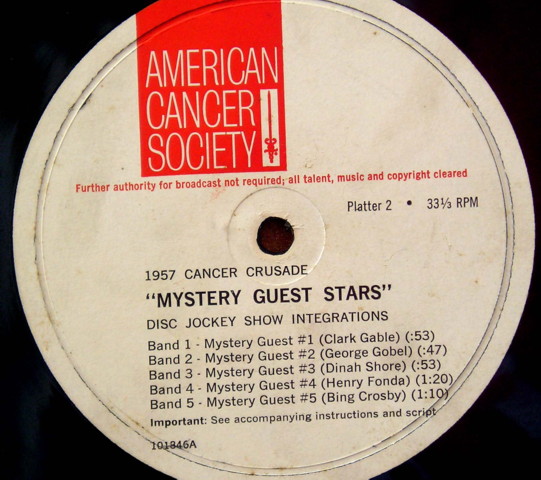 AMERICAN
CANCER
SOCIETY
Further authority for broadcast not required; all talent, music and copyright cleared
Platter 2 • 33⅓ RPM
1957 CANCER CRUSADE
"MYSTERY GUEST STARS"
DISC JOCKEY SHOW INTEGRATIONS
Band 1 - Mystery Guest #1 (Clark Gable) (:53)
Band 2 - Mystery Guest #2 (George Gobel) (:47)
Band 3 - Mystery Guest #3 (Dinah Shore) (:53)
Band 4 - Mystery Guest #4 (Henry Fonda) (1:20)
Band 5 - Mystery Guest #5 (Bing Crosby) (1:10)
Important: See accompanying instructions and script
101846A